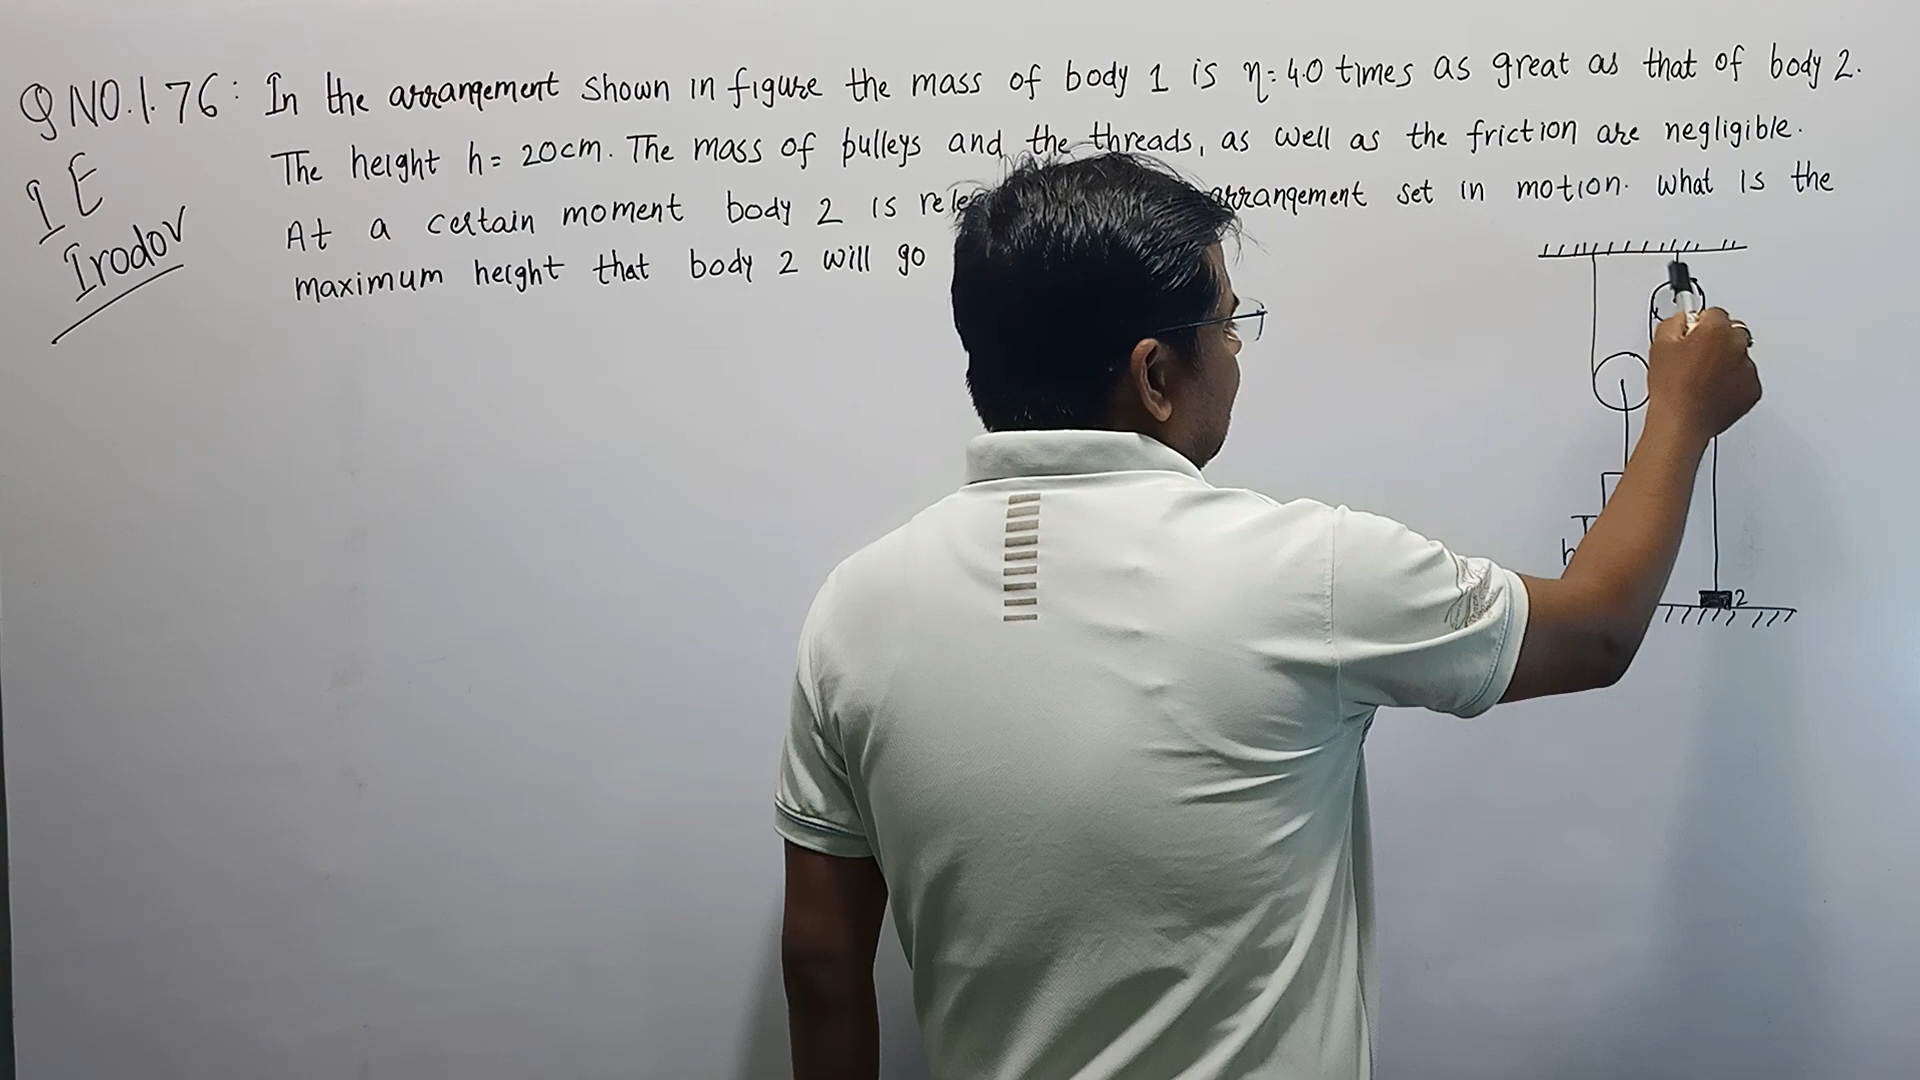 Q NO.1.76: In the arrangement shown in figure the mass of body 1 is η= 4.0 times as great as that of body 2.
The height h= 20cm. The mass of pulleys and the threads, as well as the friction are negligible.
At a certain moment body 2 is arrangement set in motion. what is the
maximum height that body 2 will go
I E
Irodov
h
2